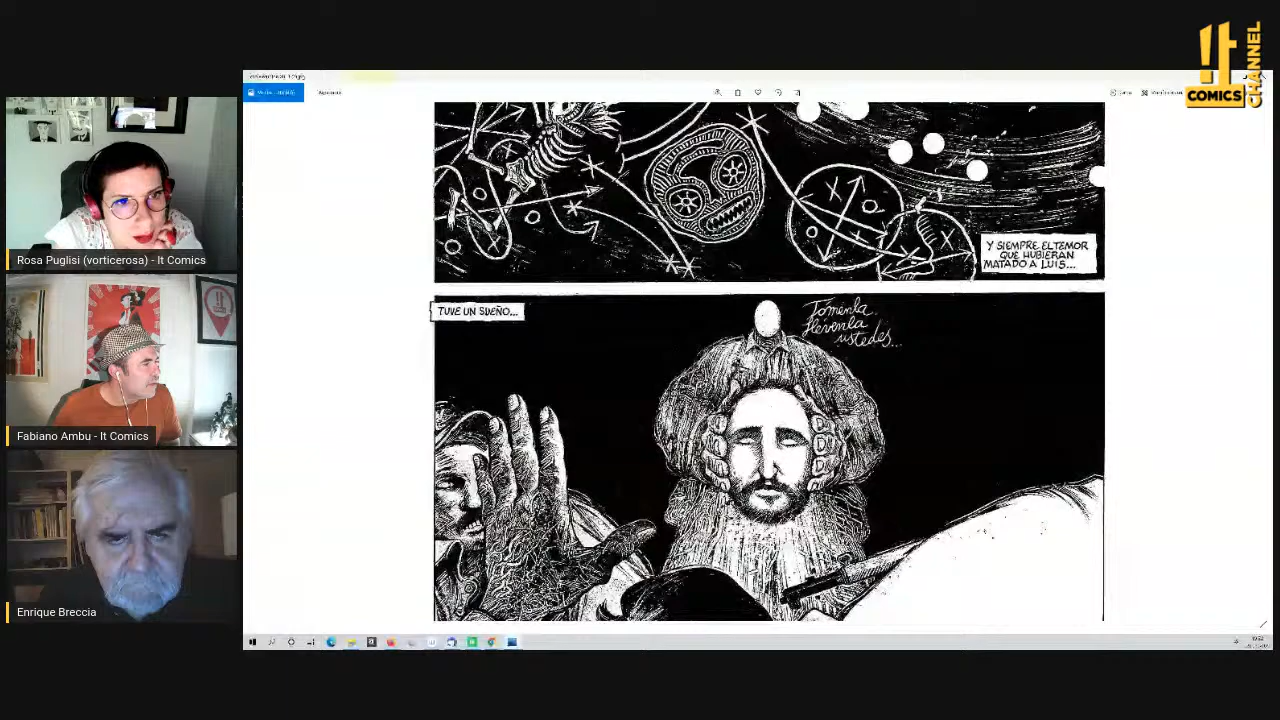 !t
COMICS
CHANNEL
Rosa Puglisi (vorticerosa) - It Comics
Fabiano Ambu - It Comics
Enrique Breccia
Y SIEMPRE EL TEMOR
QUE HUBIERAN
MATADO A LUIS...
TUVE UN SUEÑO...
Tómenla
llévenla
ustedes...